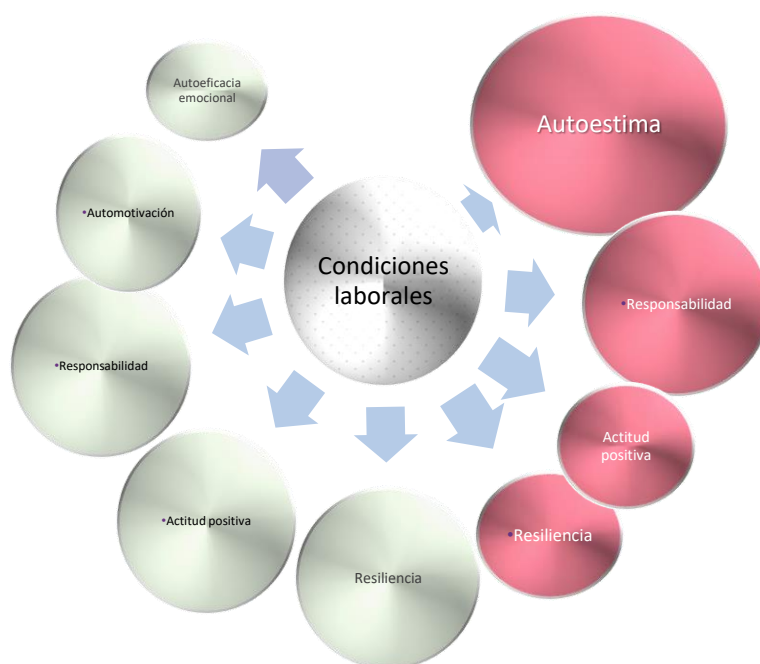 Autoeficacia
emocional
Autoestima
•Automotivación
Condiciones
laborales
•Responsabilidad
•Responsabilidad
Actitud
positiva
•Actitud positiva
•Resiliencia
Resiliencia